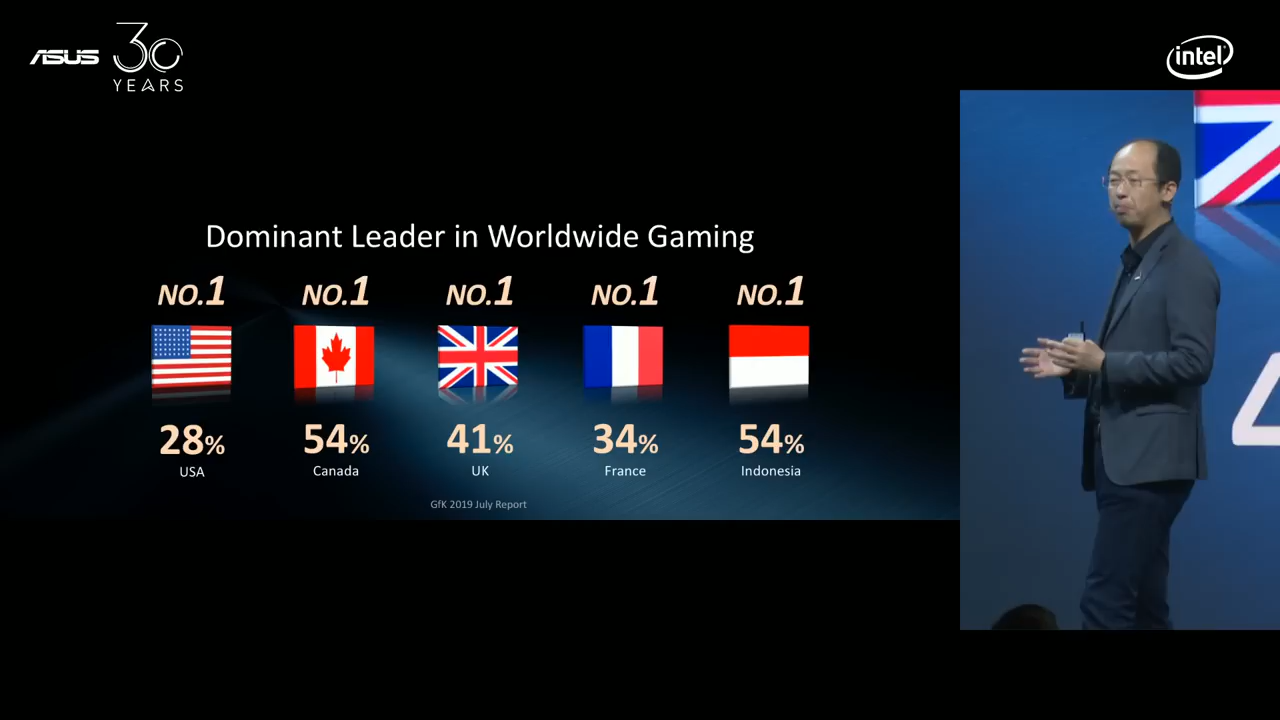 ASUS
30
YEARS
intel
Dominant Leader in Worldwide Gaming
NO.1 NO.1 NO.1 NO.1 NO.1
28% 54% 41% 34% 54%
USA Canada UK France Indonesia
GfK 2019 July Report